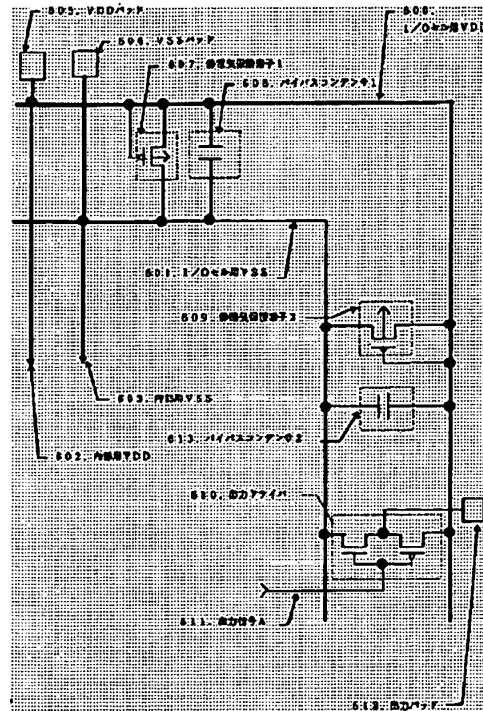 605. VDDパッド
606. VSSパッド
607. 静電気保護素子1
608. バイパスコンデンサ1
600.
I/Oセル用VDD
601. I/Oセル用VSS
609. 静電気保護素子2
603. 内部用VSS
613. バイパスコンデンサ2
602. 内部用VDD
610. 出力ドライバ
611. 出力信号A
612. 出力パッド